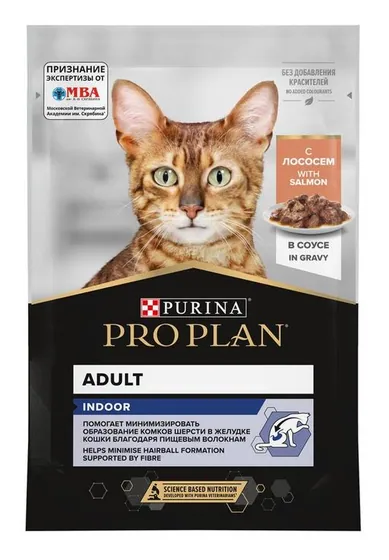 ПРИЗНАНИЕ
ЭКСПЕРТИЗЫ ОТ
МВА
Московской Ветеринарной
Академии им. Скрябина
БЕЗ ДОБАВЛЕНИЯ
КРАСИТЕЛЕЙ
NO ADDED COLOURANTS
С
ЛОСОСЕМ
WITH
SALMON
В СОУСЕ
IN GRAVY
PURINA
PRO PLAN
ADULT
INDOOR
ПОМОГАЕТ МИНИМИЗИРОВАТЬ
ОБРАЗОВАНИЕ КОМКОВ ШЕРСТИ В ЖЕЛУДКЕ
КОШКИ БЛАГОДАРЯ ПИЩЕВЫМ ВОЛОКНАМ
HELPS MINIMISE HAIRBALL FORMATION
SUPPORTED BY FIBRE
SCIENCE BASED NUTRITION
DEVELOPED WITH PURINA VETERINARIANS